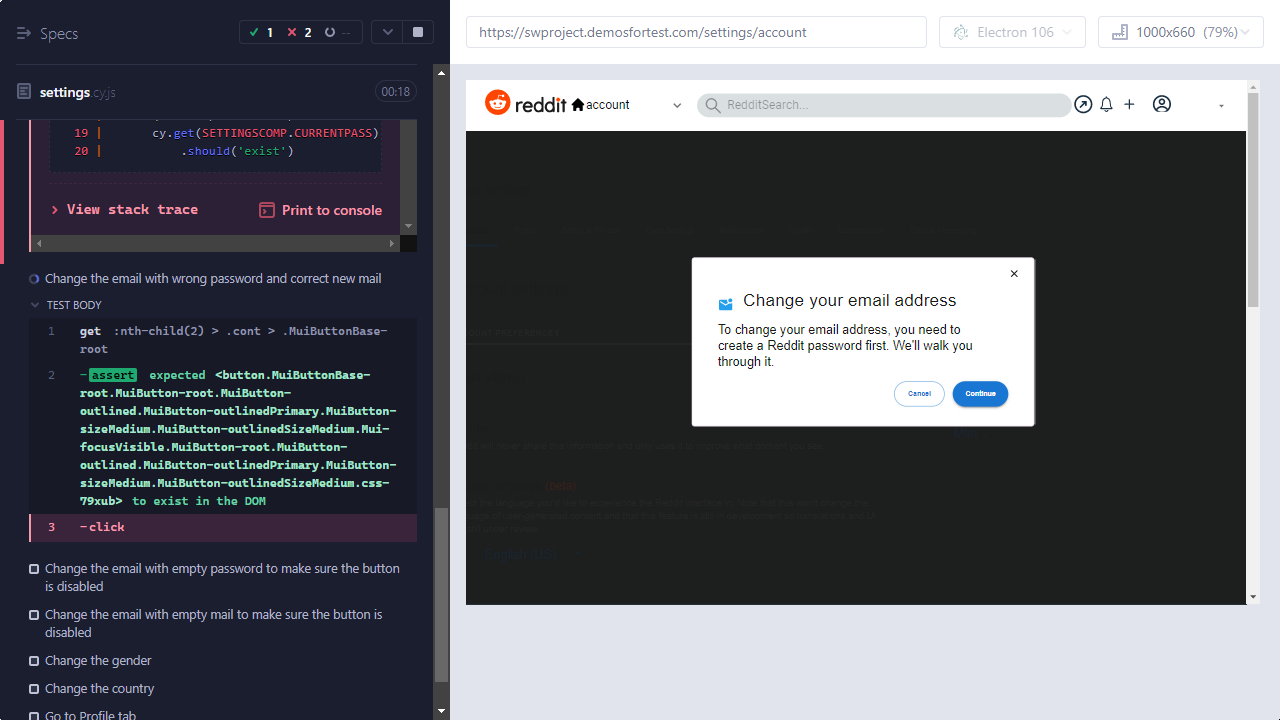 Specs
1
2
--
settings.cy.js
00:18
19 | cy.get(SETTINGSCOMP.CURRENTPASS)
20 | .should('exist')
View stack trace
Print to console
Change the email with wrong password and correct new mail
TEST BODY
1 get :nth-child(2) > .cont > .MuiButtonBase-
root
2 -assert expected <button.MuiButtonBase-
root.MuiButton-root.MuiButton-
outlined.MuiButton-outlinedPrimary.MuiButton-
sizeMedium.MuiButton-outlinedSizeMedium.Mui-
focusVisible.MuiButton-root.MuiButton-
outlined.MuiButton-outlinedPrimary.MuiButton-
sizeMedium.MuiButton-outlinedSizeMedium.css-
79xub> to exist in the DOM
3 -click
Change the email with empty password to make sure the button
is disabled
Change the email with empty mail to make sure the button is
disabled
Change the gender
Change the country
Go to Profile tab
https://swproject.demosfortest.com/settings/account
Electron 106
1000x660 (79%)
reddit
account
RedditSearch...
Change your email address
To change your email address, you need to
create a Reddit password first. We'll walk you
through it.
Cancel
Continue